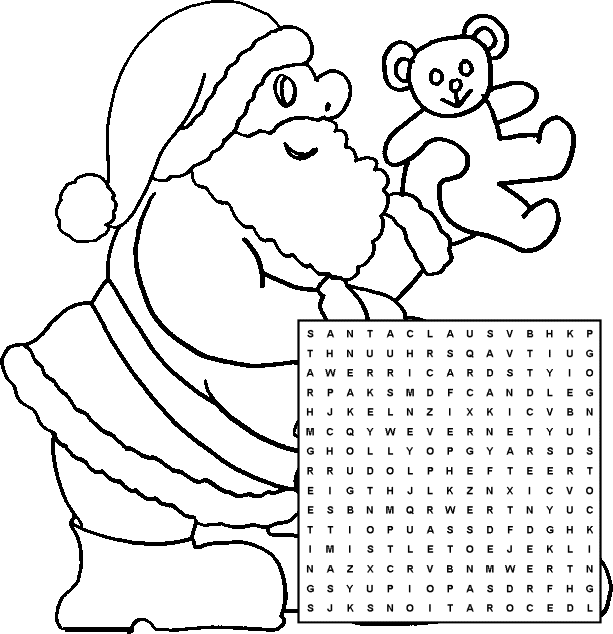 S A N T A C L A U S V B H K P
T H N U U H R S Q A V T I U G
A W E R R I C A R D S T Y I O
R P A K S M D F C A N D L E G
H J K E L N Z I X K I C V B N
M C Q Y W E V E R N E T Y U I
G H O L L Y O P G Y A R S D S
R R U D O L P H E F T E E R T
E I G T H J L K Z N X I C V O
E S B N M Q R W E R T N Y U C
T T I O P U A S S D F D G H K
I M I S T L E T O E J E K L I
N A Z X C R V B N M W E R T N
G S Y U P I O P A S D R F H G
S J K S N O I T A R O C E D L